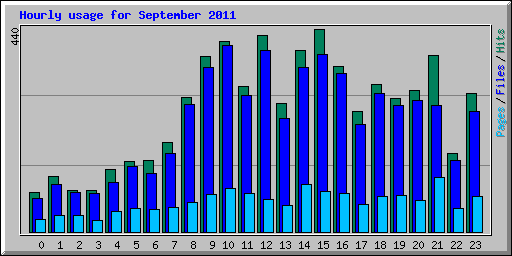 Hourly usage for September 2011
440
Pages/Files/Hits
0 1 2 3 4 5 6 7 8 9 10 11 12 13 14 15 16 17 18 19 20 21 22 23